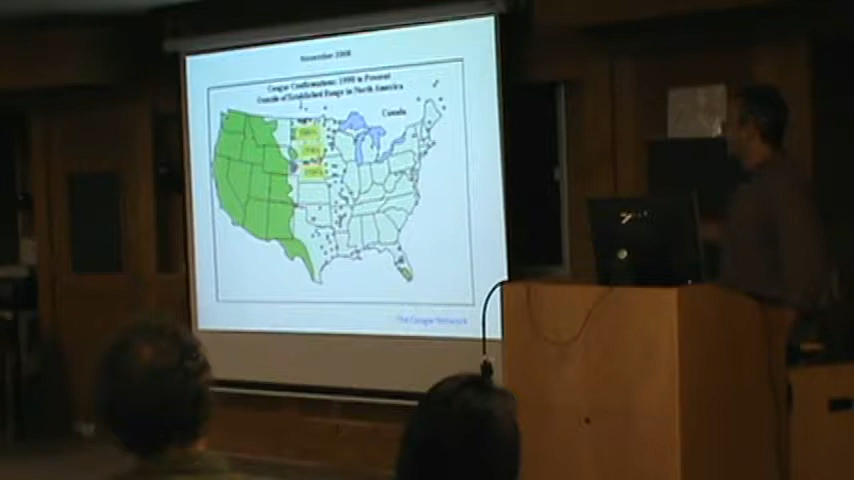 November 2008
Cougar Confirmations: 1990 to Present
Outside of Established Range in North America
Canada
The Cougar Network